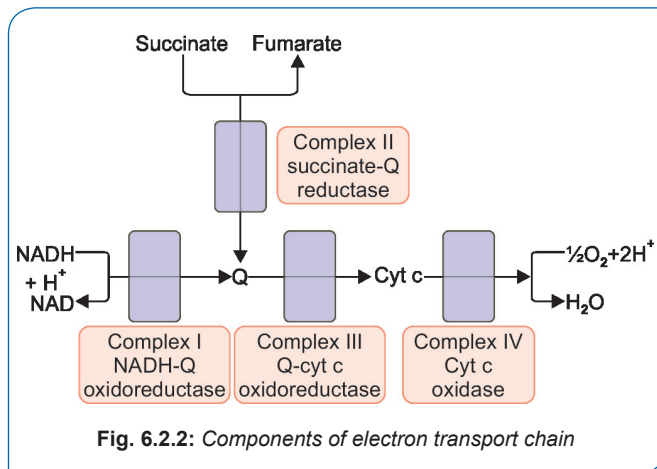 Succinate Fumarate
Complex II
succinate-Q
reductase
NADH
+ H⁺
NAD
Q
Cyt c
½O₂+2H⁺
H₂O
Complex I
NADH-Q
oxidoreductase
Complex III
Q-cyt c
oxidoreductase
Complex IV
Cyt c
oxidase
Fig. 6.2.2: Components of electron transport chain